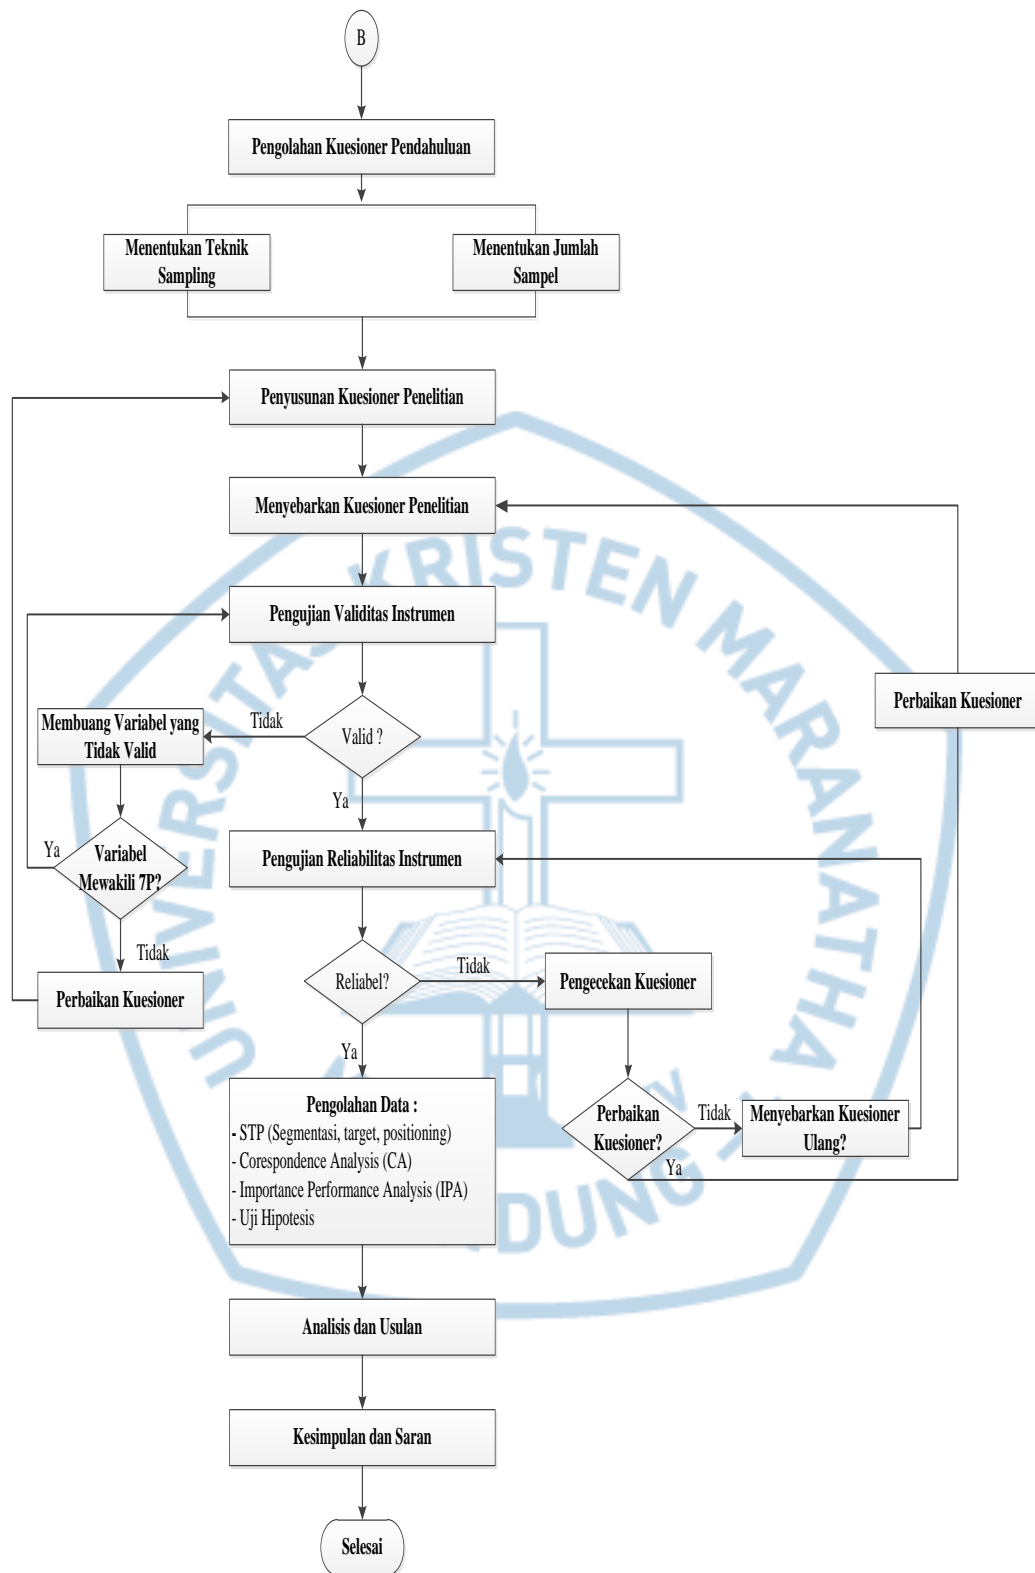 B
Pengolahan Kuesioner Pendahuluan
Menentukan Teknik
Sampling
Menentukan Jumlah
Sampel
Penyusunan Kuesioner Penelitian
Menyebarkan Kuesioner Penelitian
Pengujian Validitas Instrumen
Perbaikan Kuesioner
Membuang Variabel yang
Tidak Valid
Tidak
Valid ?
Ya
Ya
Variabel
Mewakili 7P?
Pengujian Reliabilitas Instrumen
Tidak
Perbaikan Kuesioner
Reliabel?
Tidak
Pengecekan Kuesioner
Ya
Pengolahan Data :
- STP (Segmentasi, target, positioning)
- Corespondence Analysis (CA)
- Importance Performance Analysis (IPA)
- Uji Hipotesis
Perbaikan
Kuesioner?
Tidak
Menyebarkan Kuesioner
Ulang?
Ya
Analisis dan Usulan
Kesimpulan dan Saran
Selesai
UNIVERSITAS KRISTEN MARANATHA